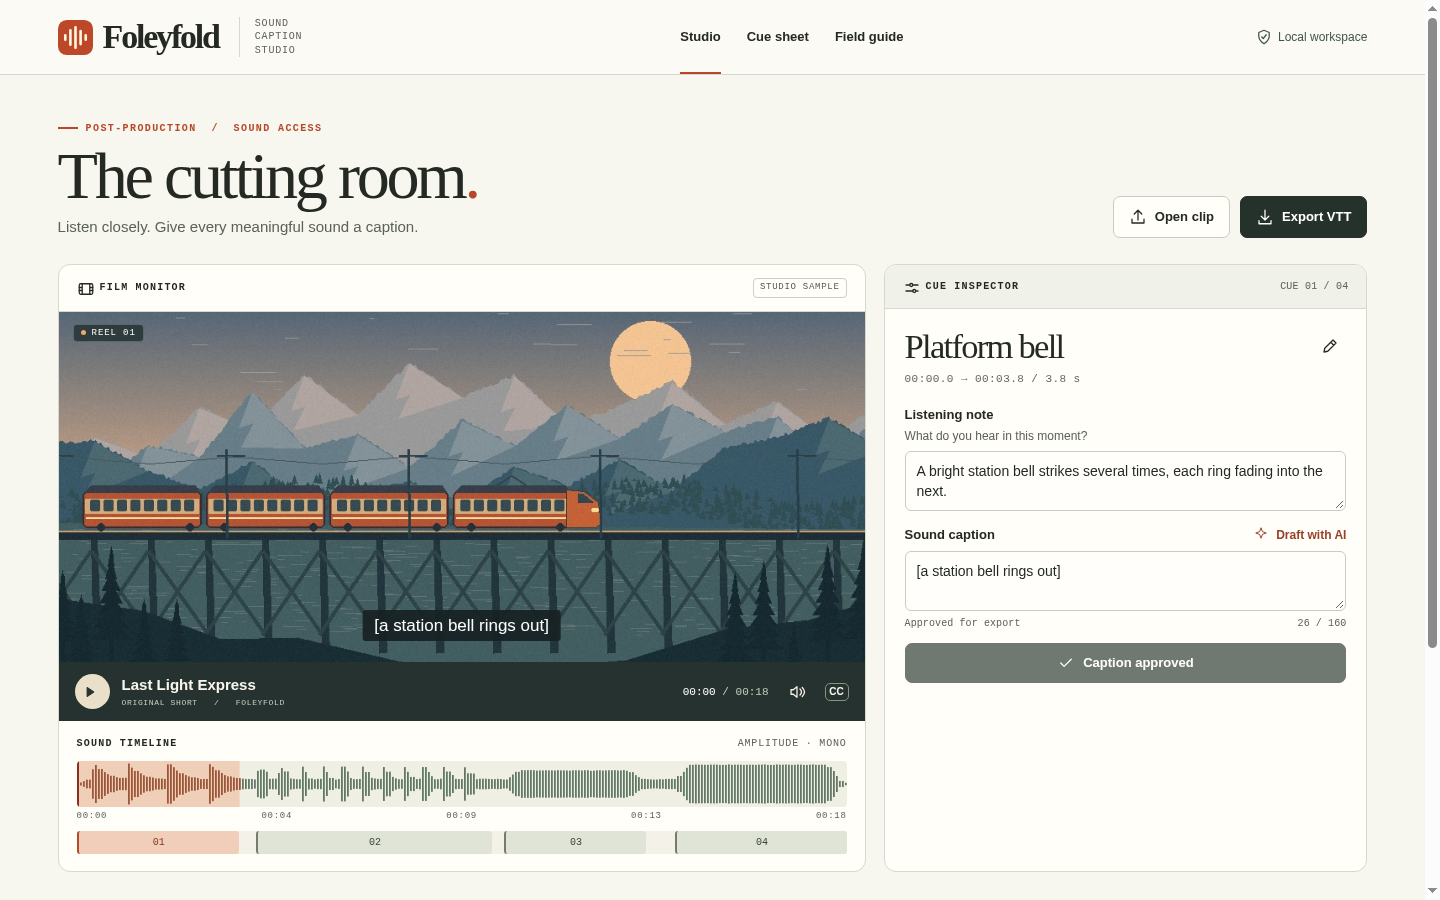 Foleyfold
SOUND
CAPTION
STUDIO
Studio
Cue sheet
Field guide
Local workspace
POST-PRODUCTION / SOUND ACCESS
The cutting room.
Listen closely. Give every meaningful sound a caption.
Open clip
Export VTT
FILM MONITOR
STUDIO SAMPLE
REEL 01
[a station bell rings out]
Last Light Express
ORIGINAL SHORT / FOLEYFOLD
00:00 / 00:18
CC
SOUND TIMELINE
AMPLITUDE · MONO
00:00
00:04
00:09
00:13
00:18
01
02
03
04
CUE INSPECTOR
CUE 01 / 04
Platform bell
00:00.0 → 00:03.8 / 3.8 s
Listening note
What do you hear in this moment?
A bright station bell strikes several times, each ring fading into the
next.
Sound caption
Draft with AI
[a station bell rings out]
Approved for export
26 / 160
Caption approved